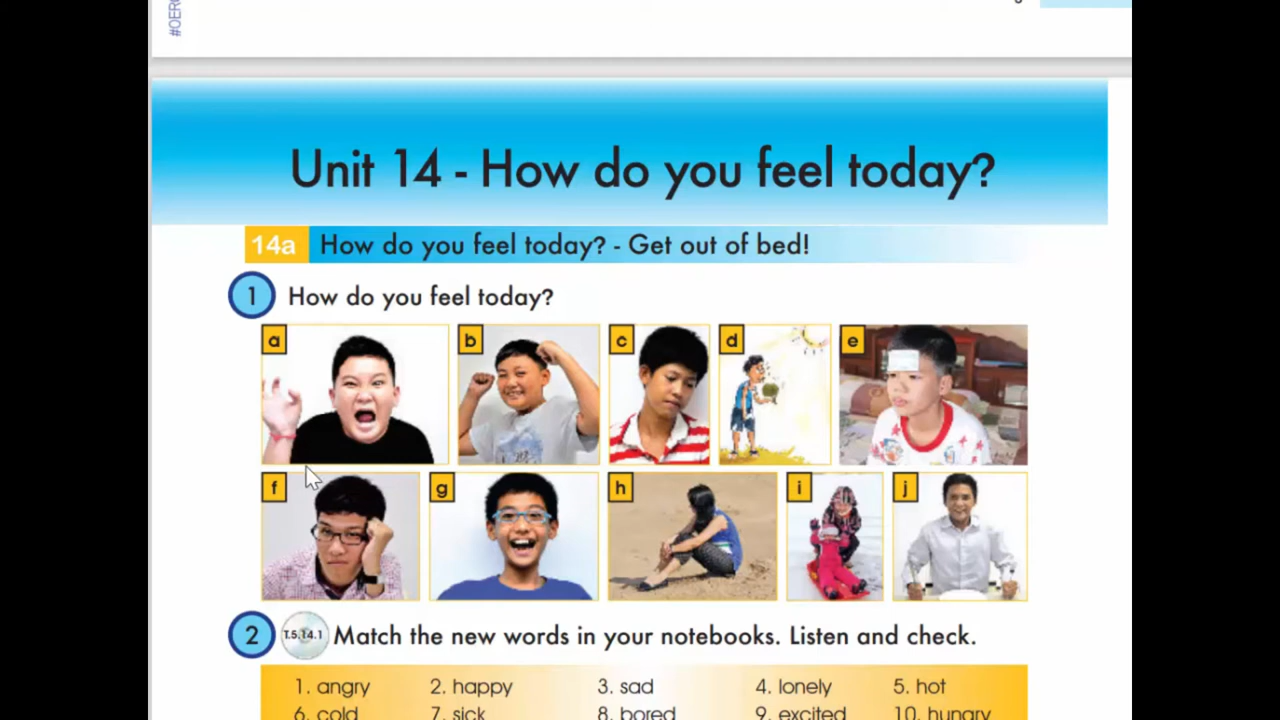 #OER
Unit 14 - How do you feel today?
14a How do you feel today? - Get out of bed!
1 How do you feel today?
a b c d e
f g h i j
2 T.5.14.1 Match the new words in your notebooks. Listen and check.
1. angry 2. happy 3. sad 4. lonely 5. hot
6. cold 7. sick 8. bored 9. excited 10. hungry